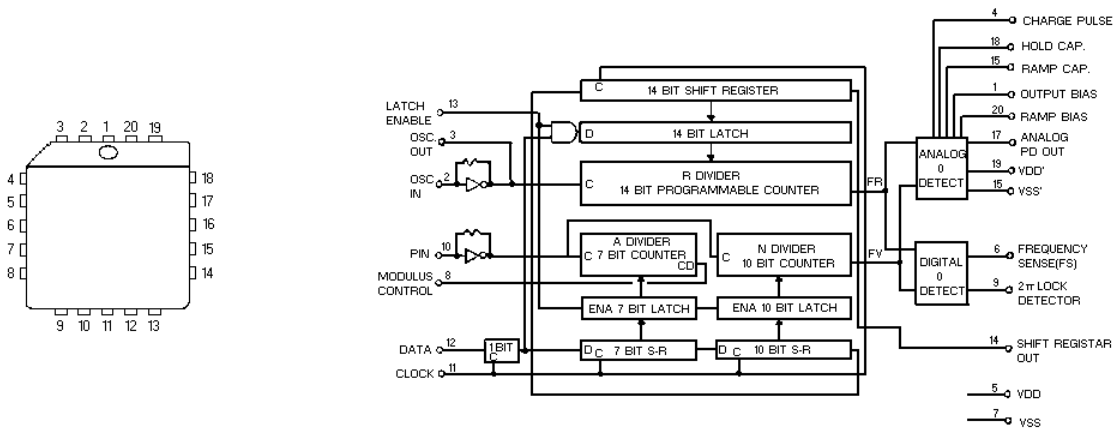 3 2 1 20 19
4
5
6
7
8
18
17
16
15
14
9 10 11 12 13
4 CHARGE PULSE
18 HOLD CAP.
15 RAMP CAP.
1 OUTPUT BIAS
20 RAMP BIAS
17 ANALOG
PD OUT
19 VDD'
15 VSS'
ANALOG
0
DETECT
C
14 BIT SHIFT REGISTER
LATCH 13
ENABLE
D 14 BIT LATCH
OSC. 3
OUT
OSC 2
IN
C R DIVIDER
14 BIT PROGRAMMABLE COUNTER
FR
PIN 10
A DIVIDER
C 7 BIT COUNTER
CD
N DIVIDER
C 10 BIT COUNTER
FV
DIGITAL
0
DETECT
6 FREQUENCY
SENSE(FS)
9 2π LOCK
DETECTOR
MODULUS 8
CONTROL
ENA 7 BIT LATCH
ENA 10 BIT LATCH
DATA 12
1BIT
C
D C 7 BIT S-R
D C 10 BIT S-R
14 SHIFT REGISTAR
OUT
CLOCK 11
5 VDD
7 VSS